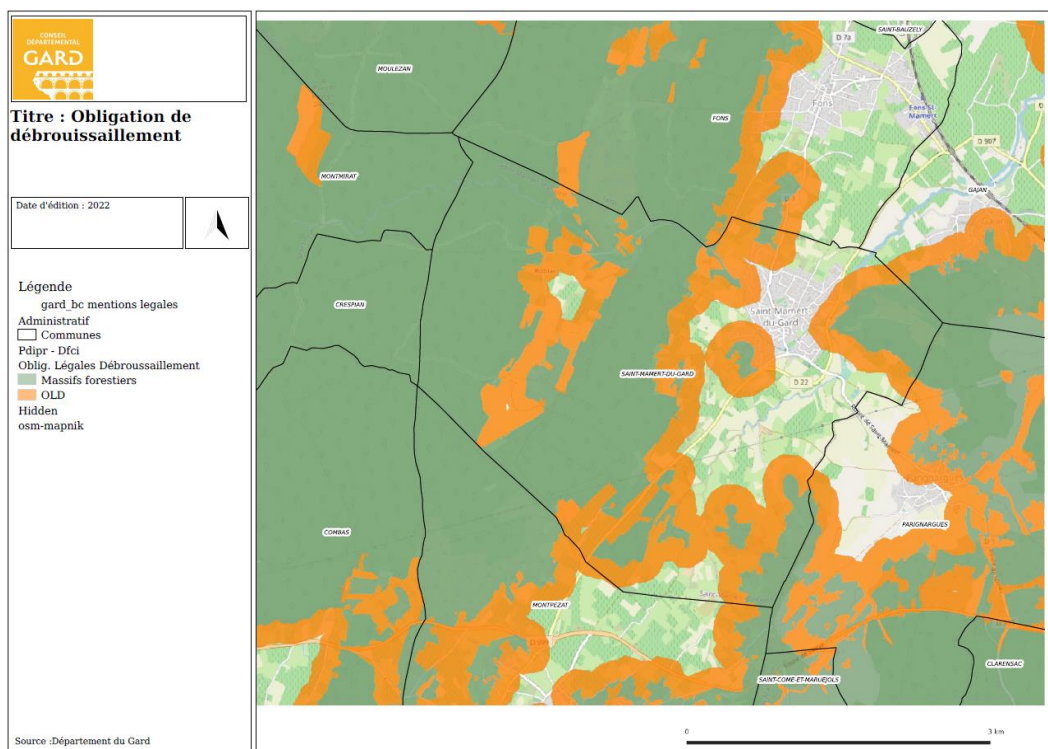 CONSEIL
DÉPARTEMENTAL
GARD
Titre : Obligation de
débrouissaillement
Date d'édition : 2022
Légende
gard_bc mentions legales
Administratif
Communes
Pdipr - Dfci
Oblig. Légales Débroussaillement
Massifs forestiers
OLD
Hidden
osm-mapnik
Source :Département du Gard
SAINT-BAUZELY
D 7a
MOULEZAN
Fons
Fons-St-
Mamert
FONS
D 907
MONTMIRAT
GAJAN
CRESPIAN
Saint-Mamert
du-Gard
SAINT-MAMERT-DU-GARD
D 22
COMBAS
PARIGNARGUES
MONTPEZAT
CLARENSAC
SAINT-COME-ET-MARUEJOLS
0
3 km